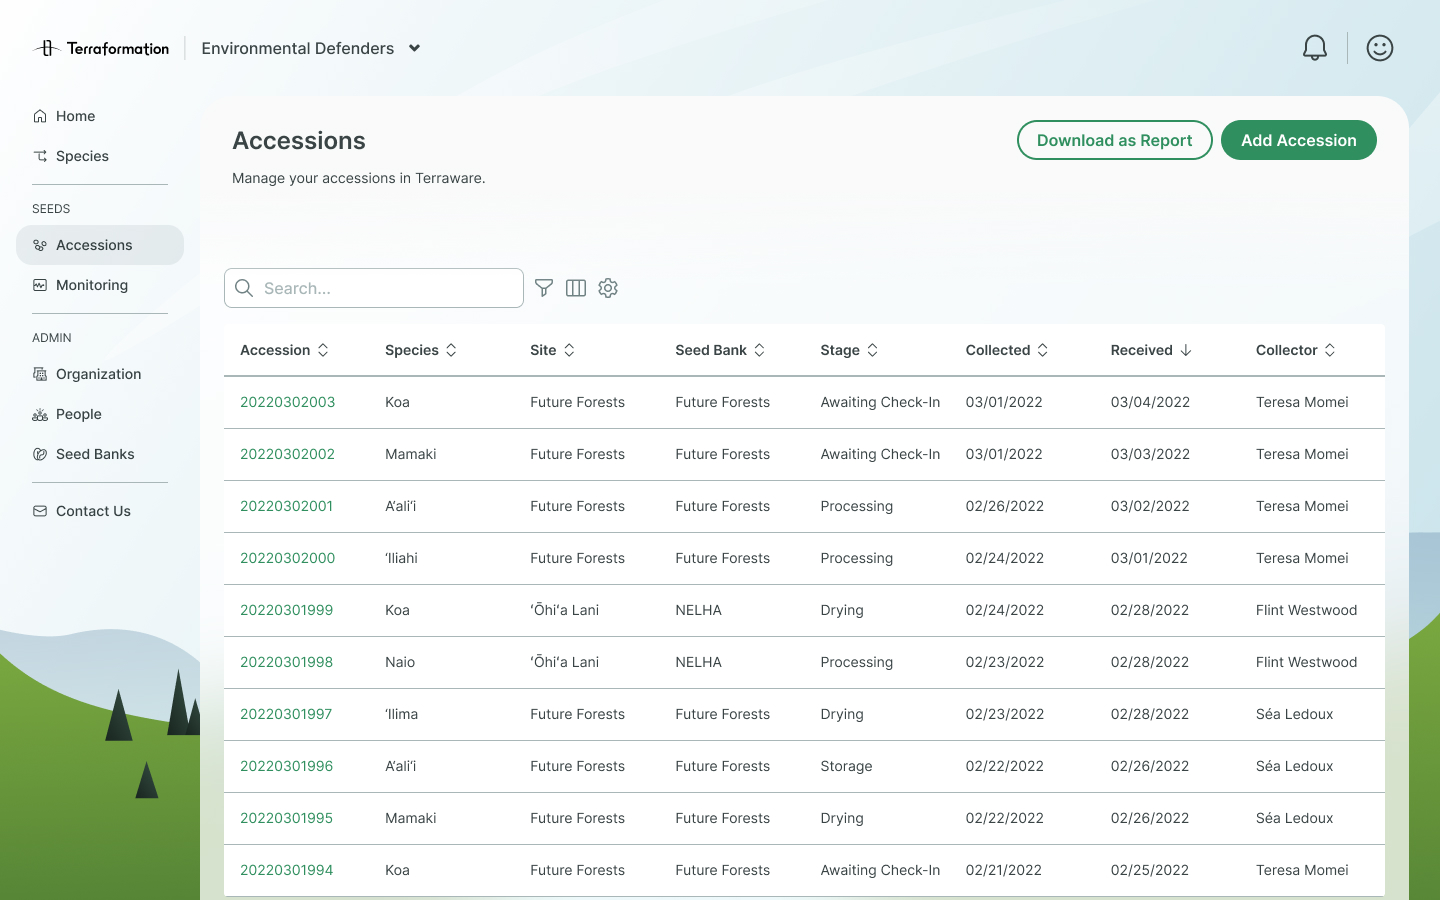 Terraformation Environmental Defenders
Home
Species
SEEDS
Accessions
Monitoring
ADMIN
Organization
People
Seed Banks
Contact Us
Accessions
Download as Report Add Accession
Manage your accessions in Terraware.
Search...
Accession Species Site Seed Bank Stage Collected Received Collector
20220302003 Koa Future Forests Future Forests Awaiting Check-In 03/01/2022 03/04/2022 Teresa Momei
20220302002 Mamaki Future Forests Future Forests Awaiting Check-In 03/01/2022 03/03/2022 Teresa Momei
20220302001 A‘ali‘i Future Forests Future Forests Processing 02/26/2022 03/02/2022 Teresa Momei
20220302000 ‘Iliahi Future Forests Future Forests Processing 02/24/2022 03/01/2022 Teresa Momei
20220301999 Koa ʻŌhiʻa Lani NELHA Drying 02/24/2022 02/28/2022 Flint Westwood
20220301998 Naio ʻŌhiʻa Lani NELHA Processing 02/23/2022 02/28/2022 Flint Westwood
20220301997 ‘Ilima Future Forests Future Forests Drying 02/23/2022 02/28/2022 Séa Ledoux
20220301996 A‘ali‘i Future Forests Future Forests Storage 02/22/2022 02/26/2022 Séa Ledoux
20220301995 Mamaki Future Forests Future Forests Drying 02/22/2022 02/26/2022 Séa Ledoux
20220301994 Koa Future Forests Future Forests Awaiting Check-In 02/21/2022 02/25/2022 Teresa Momei